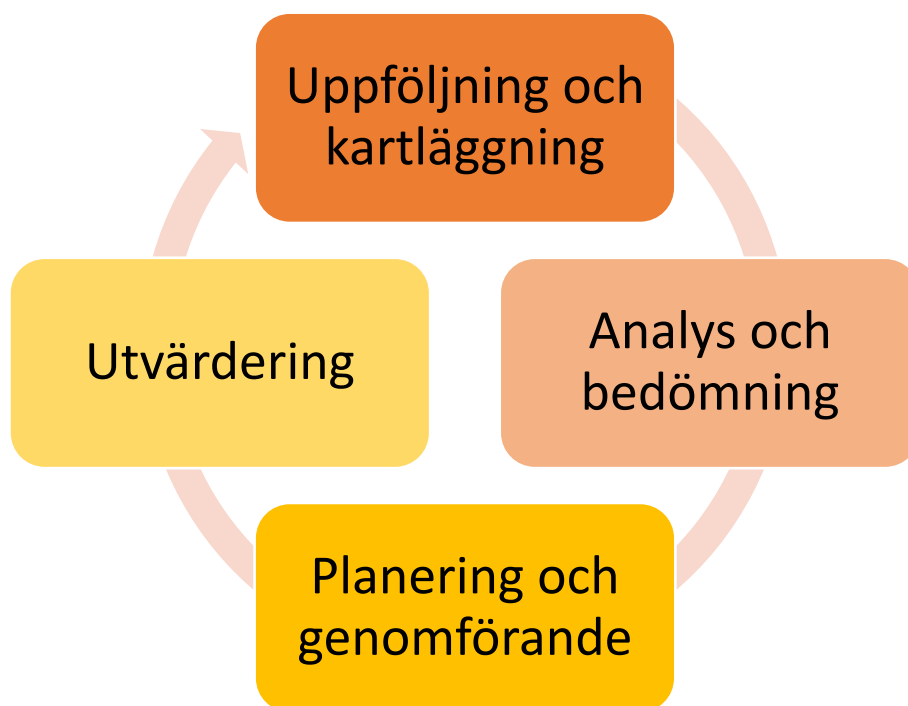 Uppföljning och
kartläggning
Analys och
bedömning
Planering och
genomförande
Utvärdering